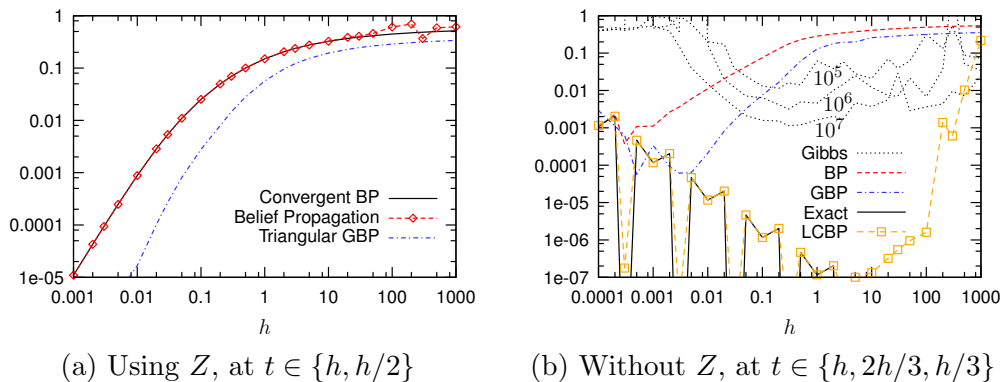 1
0.1
0.01
0.001
0.0001
1e-05
0.001 0.01 0.1 1 10 100 1000
h
Convergent BP
Belief Propagation
Triangular GBP
(a) Using Z, at t ∈ {h, h/2}
1
0.1
0.01
0.001
0.0001
1e-05
1e-06
1e-07
0.0001 0.001 0.01 0.1 1 10 100 1000
h
10^5
10^6
10^7
Gibbs
BP
GBP
Exact
LCBP
(b) Without Z, at t ∈ {h, 2h/3, h/3}